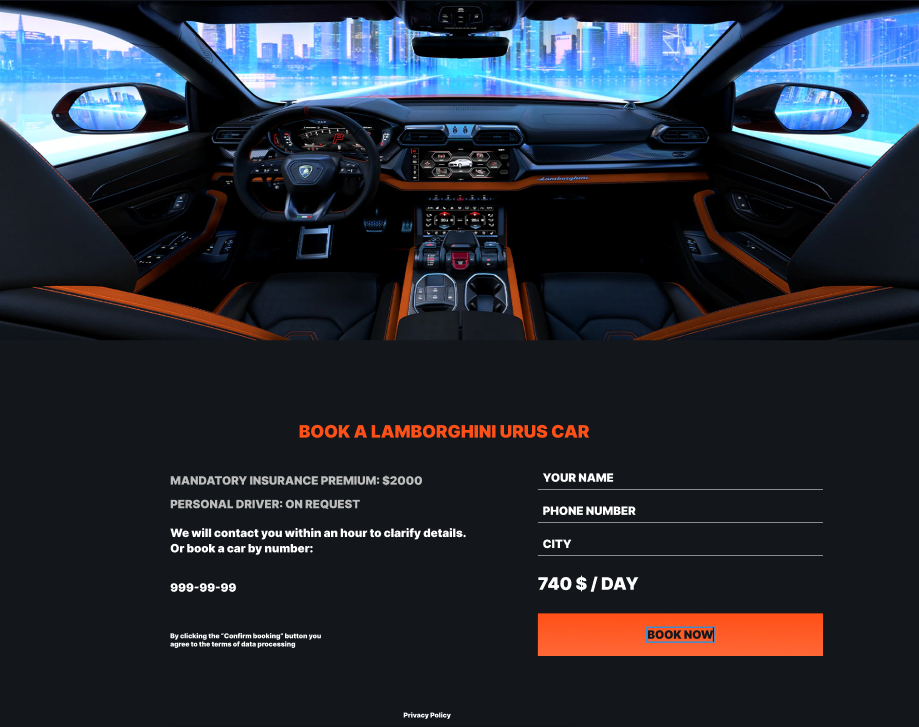 Lamborghini
BOOK A LAMBORGHINI URUS CAR
MANDATORY INSURANCE PREMIUM: $2000
PERSONAL DRIVER: ON REQUEST
We will contact you within an hour to clarify details.
Or book a car by number:
999-99-99
By clicking the "Confirm booking" button you
agree to the terms of data processing
YOUR NAME
PHONE NUMBER
CITY
740 $ / DAY
BOOK NOW
Privacy Policy